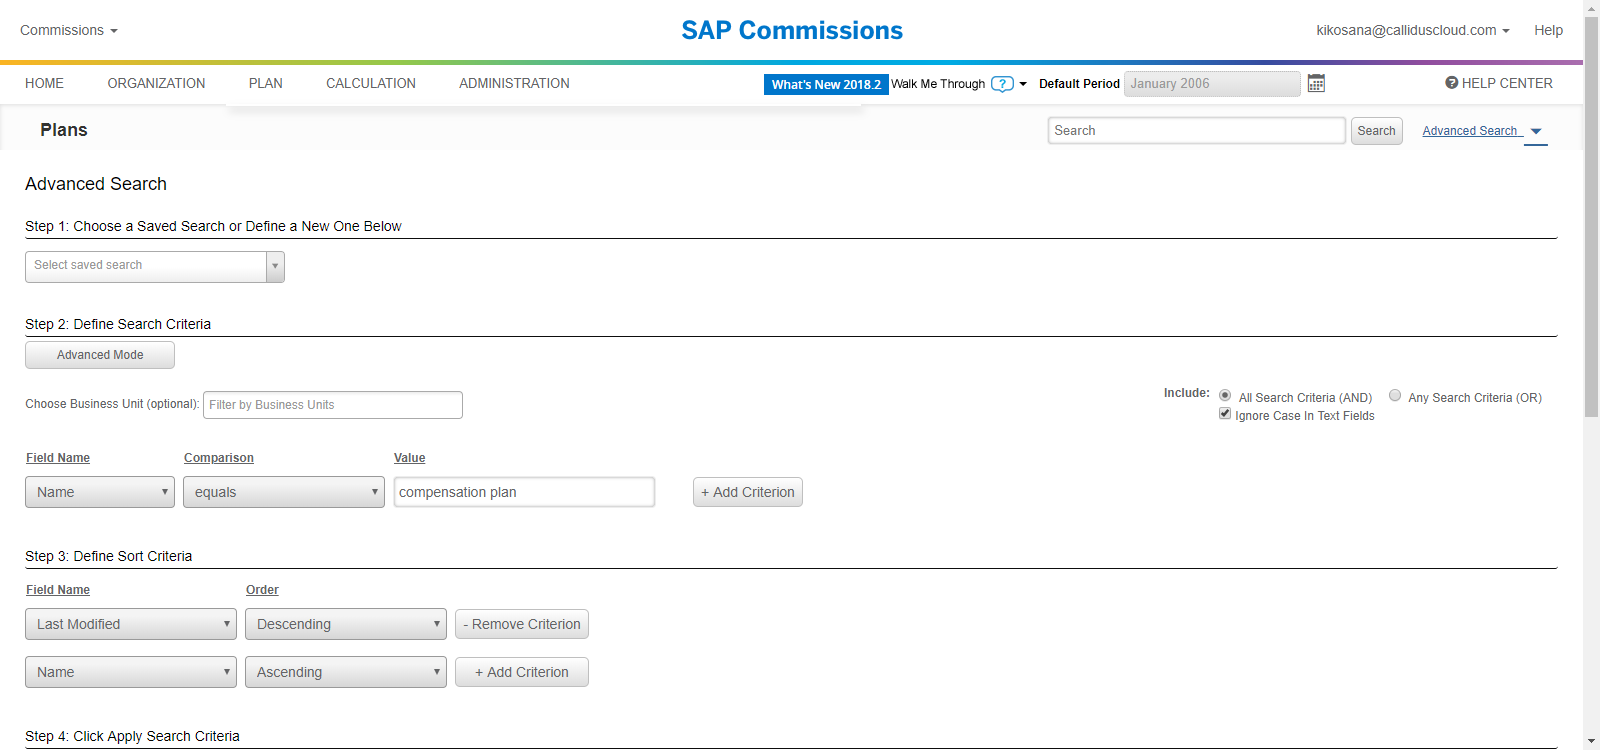 Commissions
SAP Commissions
kikosana@calliduscloud.com
Help
HOME ORGANIZATION PLAN CALCULATION ADMINISTRATION
What's New 2018.2 Walk Me Through ? Default Period January 2006
? HELP CENTER
Plans
Search Search Advanced Search
Advanced Search
Step 1: Choose a Saved Search or Define a New One Below
Select saved search
Step 2: Define Search Criteria
Advanced Mode
Choose Business Unit (optional): Filter by Business Units
Include: All Search Criteria (AND) Any Search Criteria (OR)
Ignore Case In Text Fields
Field Name Comparison Value
Name equals compensation plan + Add Criterion
Step 3: Define Sort Criteria
Field Name Order
Last Modified Descending - Remove Criterion
Name Ascending + Add Criterion
Step 4: Click Apply Search Criteria